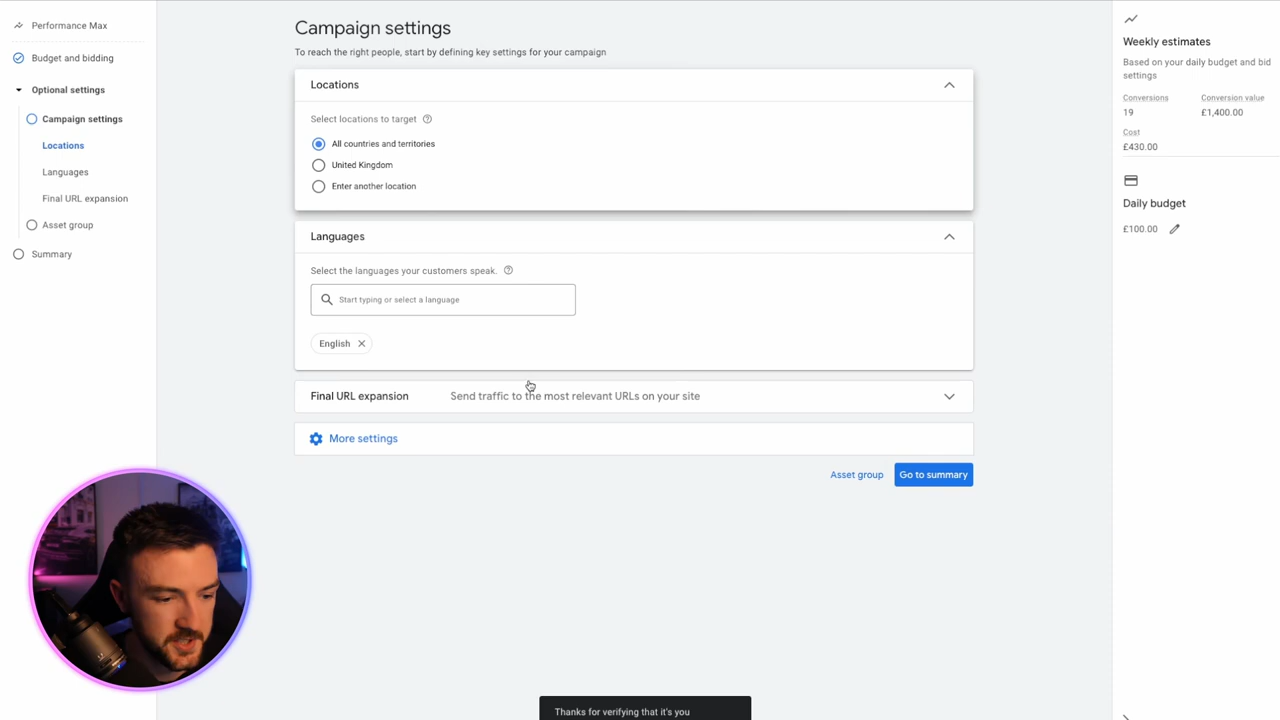 Performance Max
Budget and bidding
Optional settings
Campaign settings
Locations
Languages
Final URL expansion
Asset group
Summary
Campaign settings
To reach the right people, start by defining key settings for your campaign
Locations
Select locations to target
All countries and territories
United Kingdom
Enter another location
Languages
Select the languages your customers speak.
Start typing or select a language
English
Final URL expansion Send traffic to the most relevant URLs on your site
More settings
Asset group Go to summary
Thanks for verifying that it's you
Weekly estimates
Based on your daily budget and bid
settings
Conversions Conversion value
19 £1,400.00
Cost
£430.00
Daily budget
£100.00